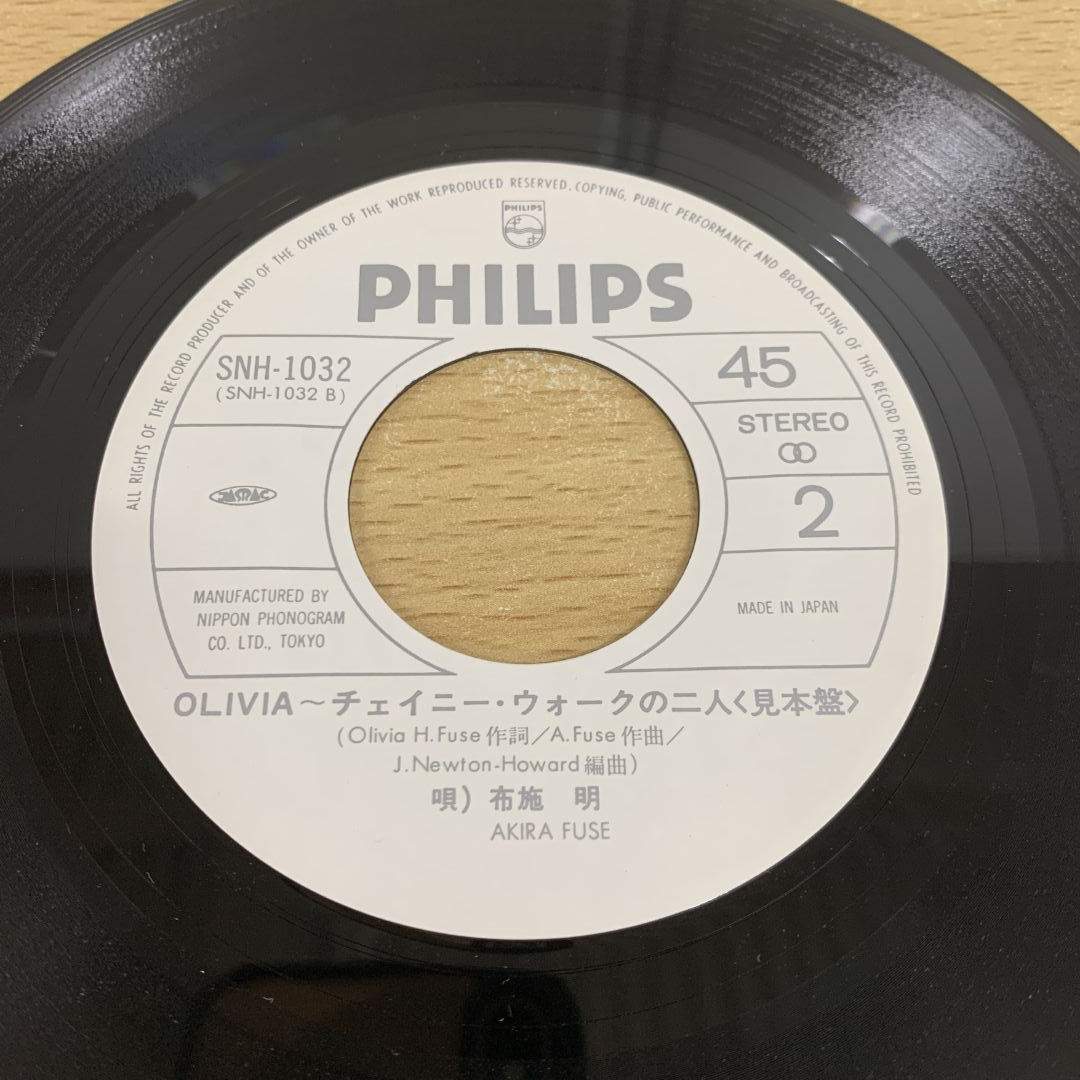 ALL RIGHTS OF THE RECORD PRODUCER AND OF THE OWNER OF THE WORK REPRODUCED RESERVED. COPYING, PUBLIC PERFORMANCE AND BROADCASTING OF THIS RECORD PROHIBITED
PHILIPS
PHILIPS
SNH-1032
(SNH-1032 B)
45
STEREO
JASRAC
2
MANUFACTURED BY
NIPPON PHONOGRAM
CO. LTD., TOKYO
MADE IN JAPAN
OLIVIA～チェイニー・ウォークの二人〈見本盤〉
(Olivia H.Fuse 作詞／A.Fuse 作曲／
J.Newton-Howard 編曲)
唄) 布施 明
AKIRA FUSE